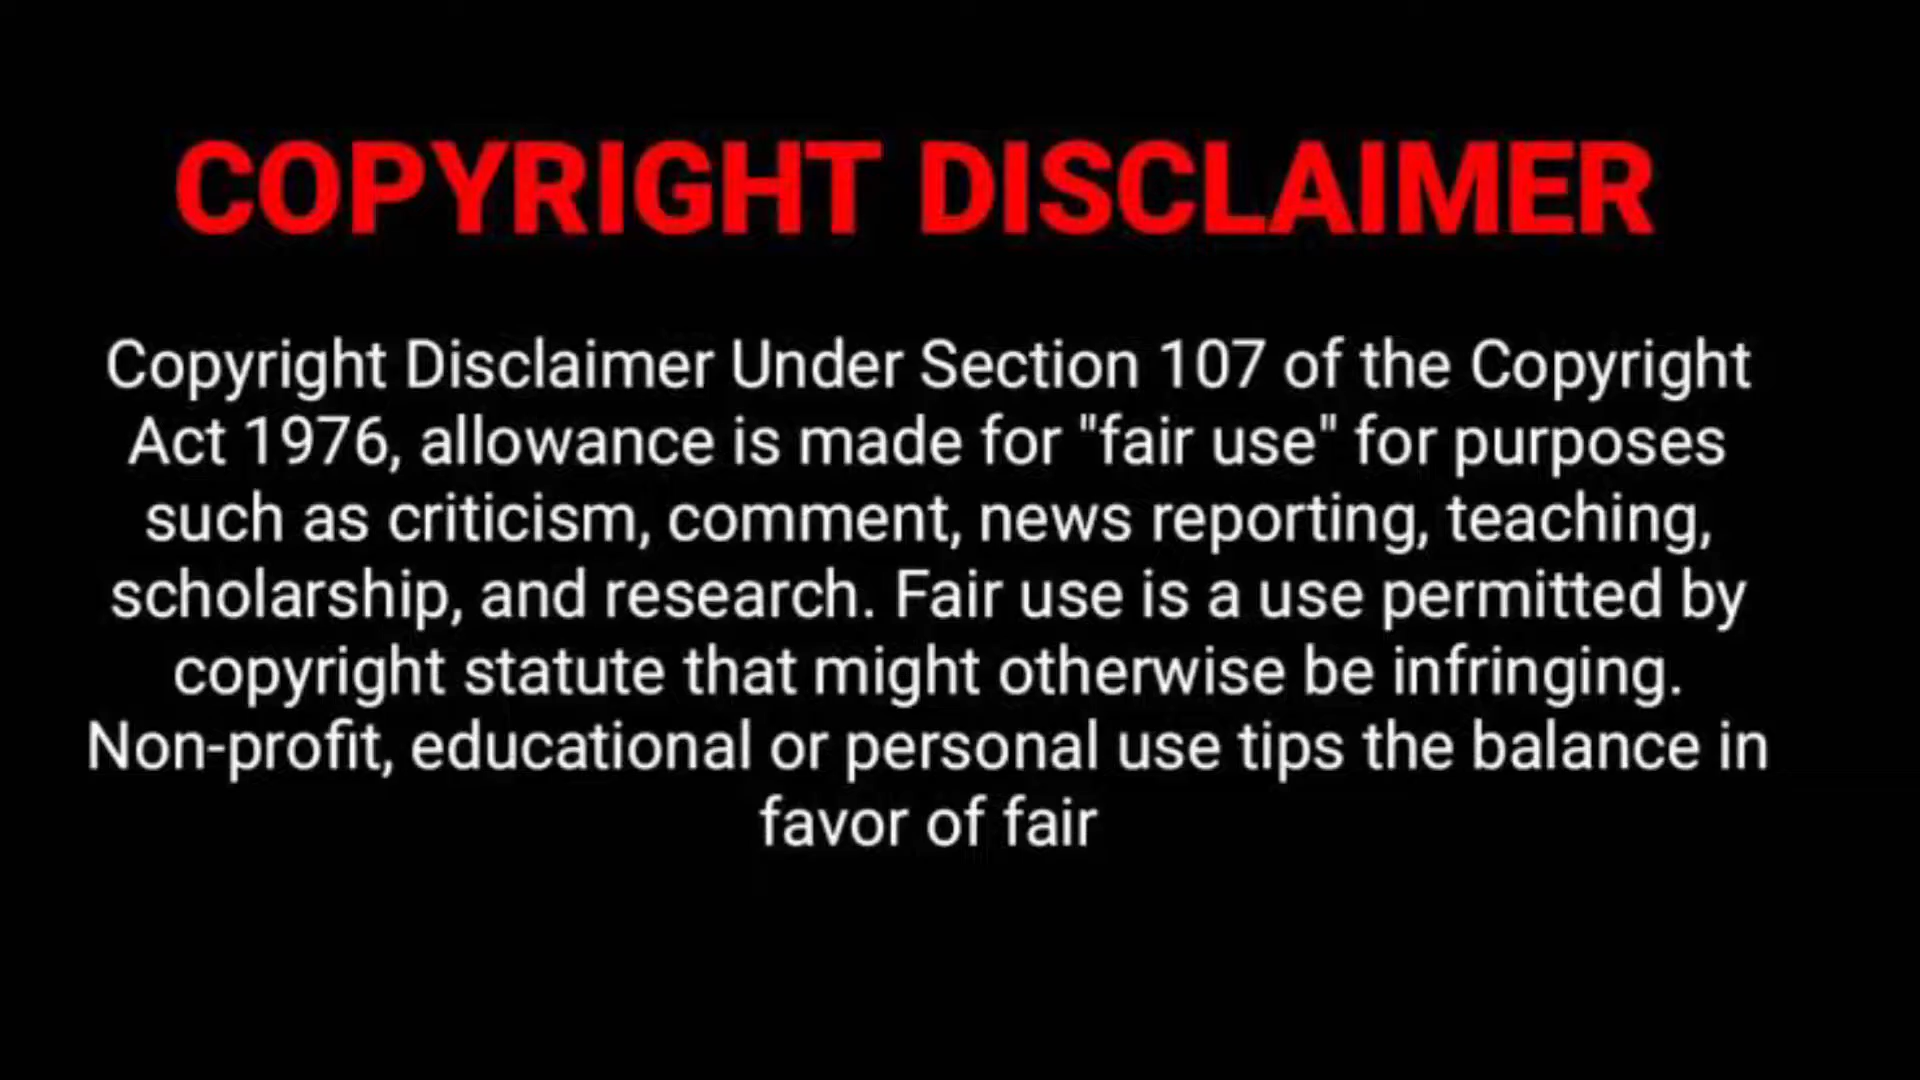 COPYRIGHT DISCLAIMER
Copyright Disclaimer Under Section 107 of the Copyright
Act 1976, allowance is made for "fair use" for purposes
such as criticism, comment, news reporting, teaching,
scholarship, and research. Fair use is a use permitted by
copyright statute that might otherwise be infringing.
Non-profit, educational or personal use tips the balance in
favor of fair